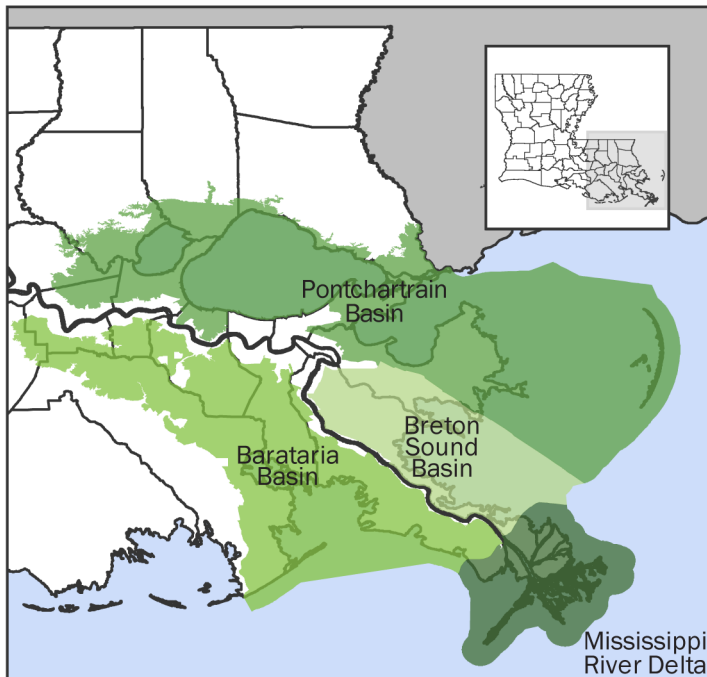 Pontchartrain
Basin
Breton
Sound
Basin
Barataria
Basin
Mississippi
River Delta